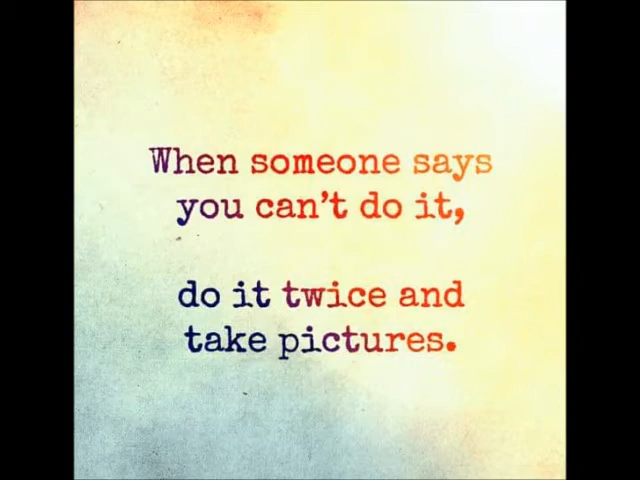 When someone says
you can't do it,
do it twice and
take pictures.